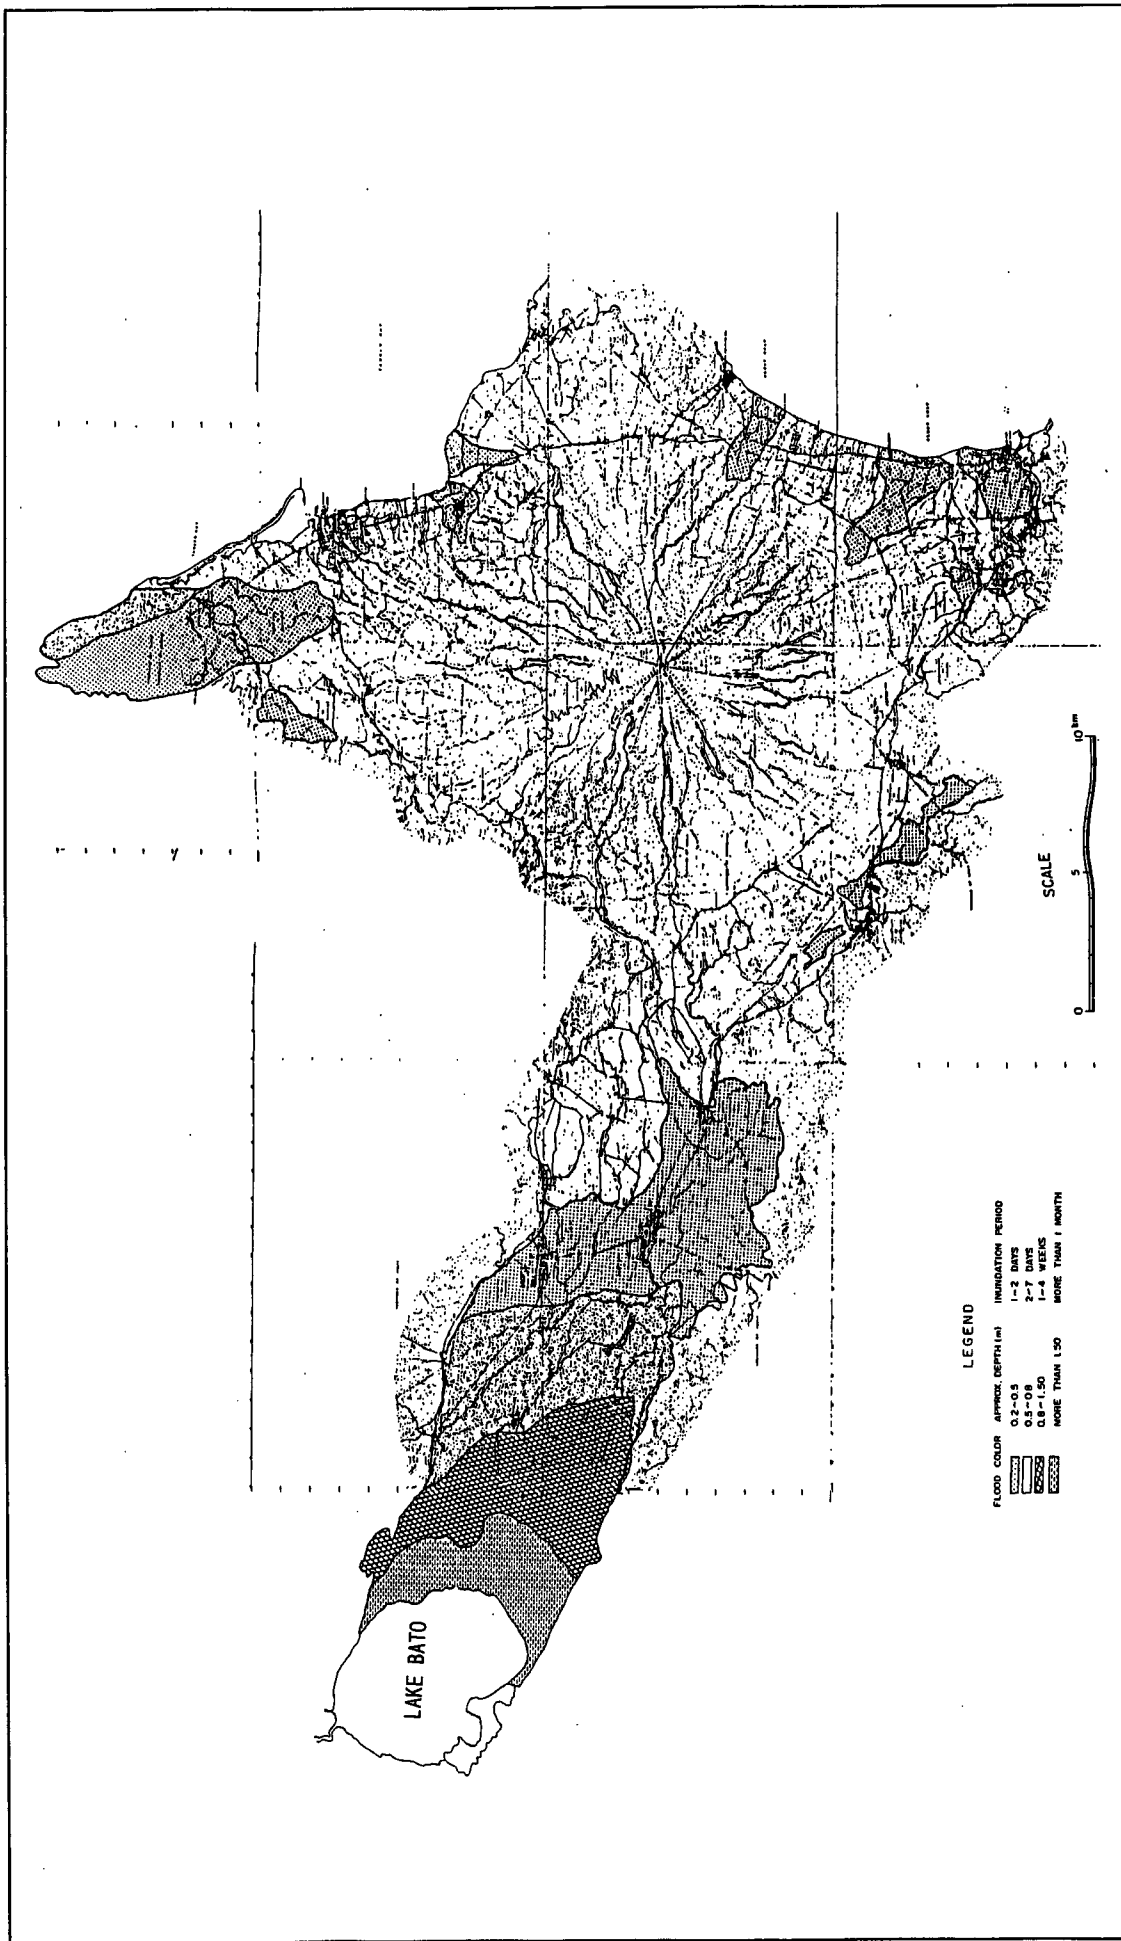 LAKE BATO
SCALE
0 5 10 km
LEGEND
FLOOD COLOR APPROX. DEPTH (m) INUNDATION PERIOD
0.2-0.5 1-2 DAYS
0.5-0.8 2-7 DAYS
0.8-1.50 1-4 WEEKS
MORE THAN 1.50 MORE THAN 1 MONTH